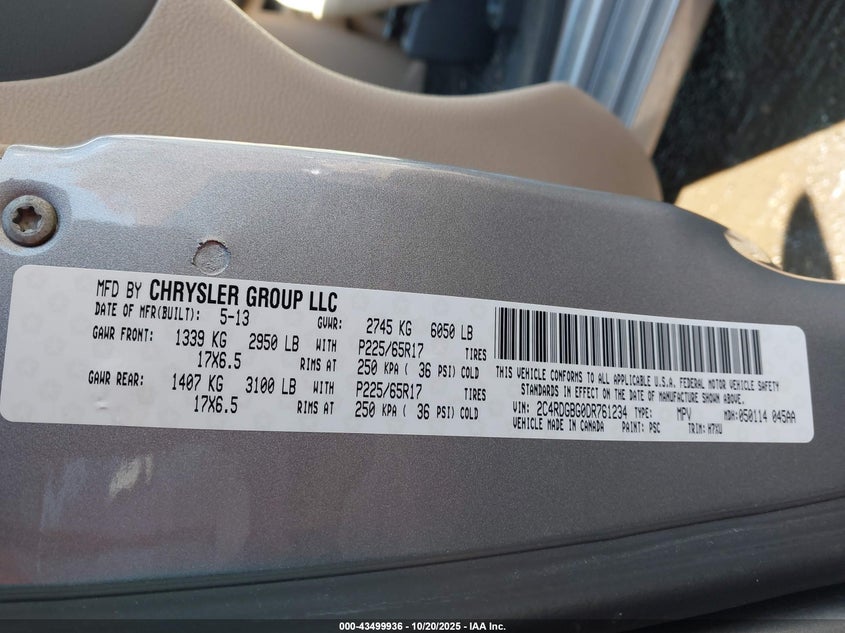 MFD BY CHRYSLER GROUP LLC
DATE OF MFR(BUILT): 5-13 GVWR: 2745 KG 6050 LB
GAWR FRONT: 1339 KG 2950 LB WITH P225/65R17 TIRES
17X6.5 RIMS AT 250 KPA ( 36 PSI) COLD
GAWR REAR: 1407 KG 3100 LB WITH P225/65R17 TIRES
17X6.5 RIMS AT 250 KPA ( 36 PSI) COLD
THIS VEHICLE CONFORMS TO ALL APPLICABLE U.S.A. FEDERAL MOTOR VEHICLE SAFETY
STANDARDS IN EFFECT ON THE DATE OF MANUFACTURE SHOWN ABOVE.
VIN: 2C4RDGBG0DR761234 TYPE: MPV MDH:050114 045AA
VEHICLE MADE IN CANADA PAINT: PSC TRIM: H7XU
000-43499936 - 10/20/2025 - IAA Inc.